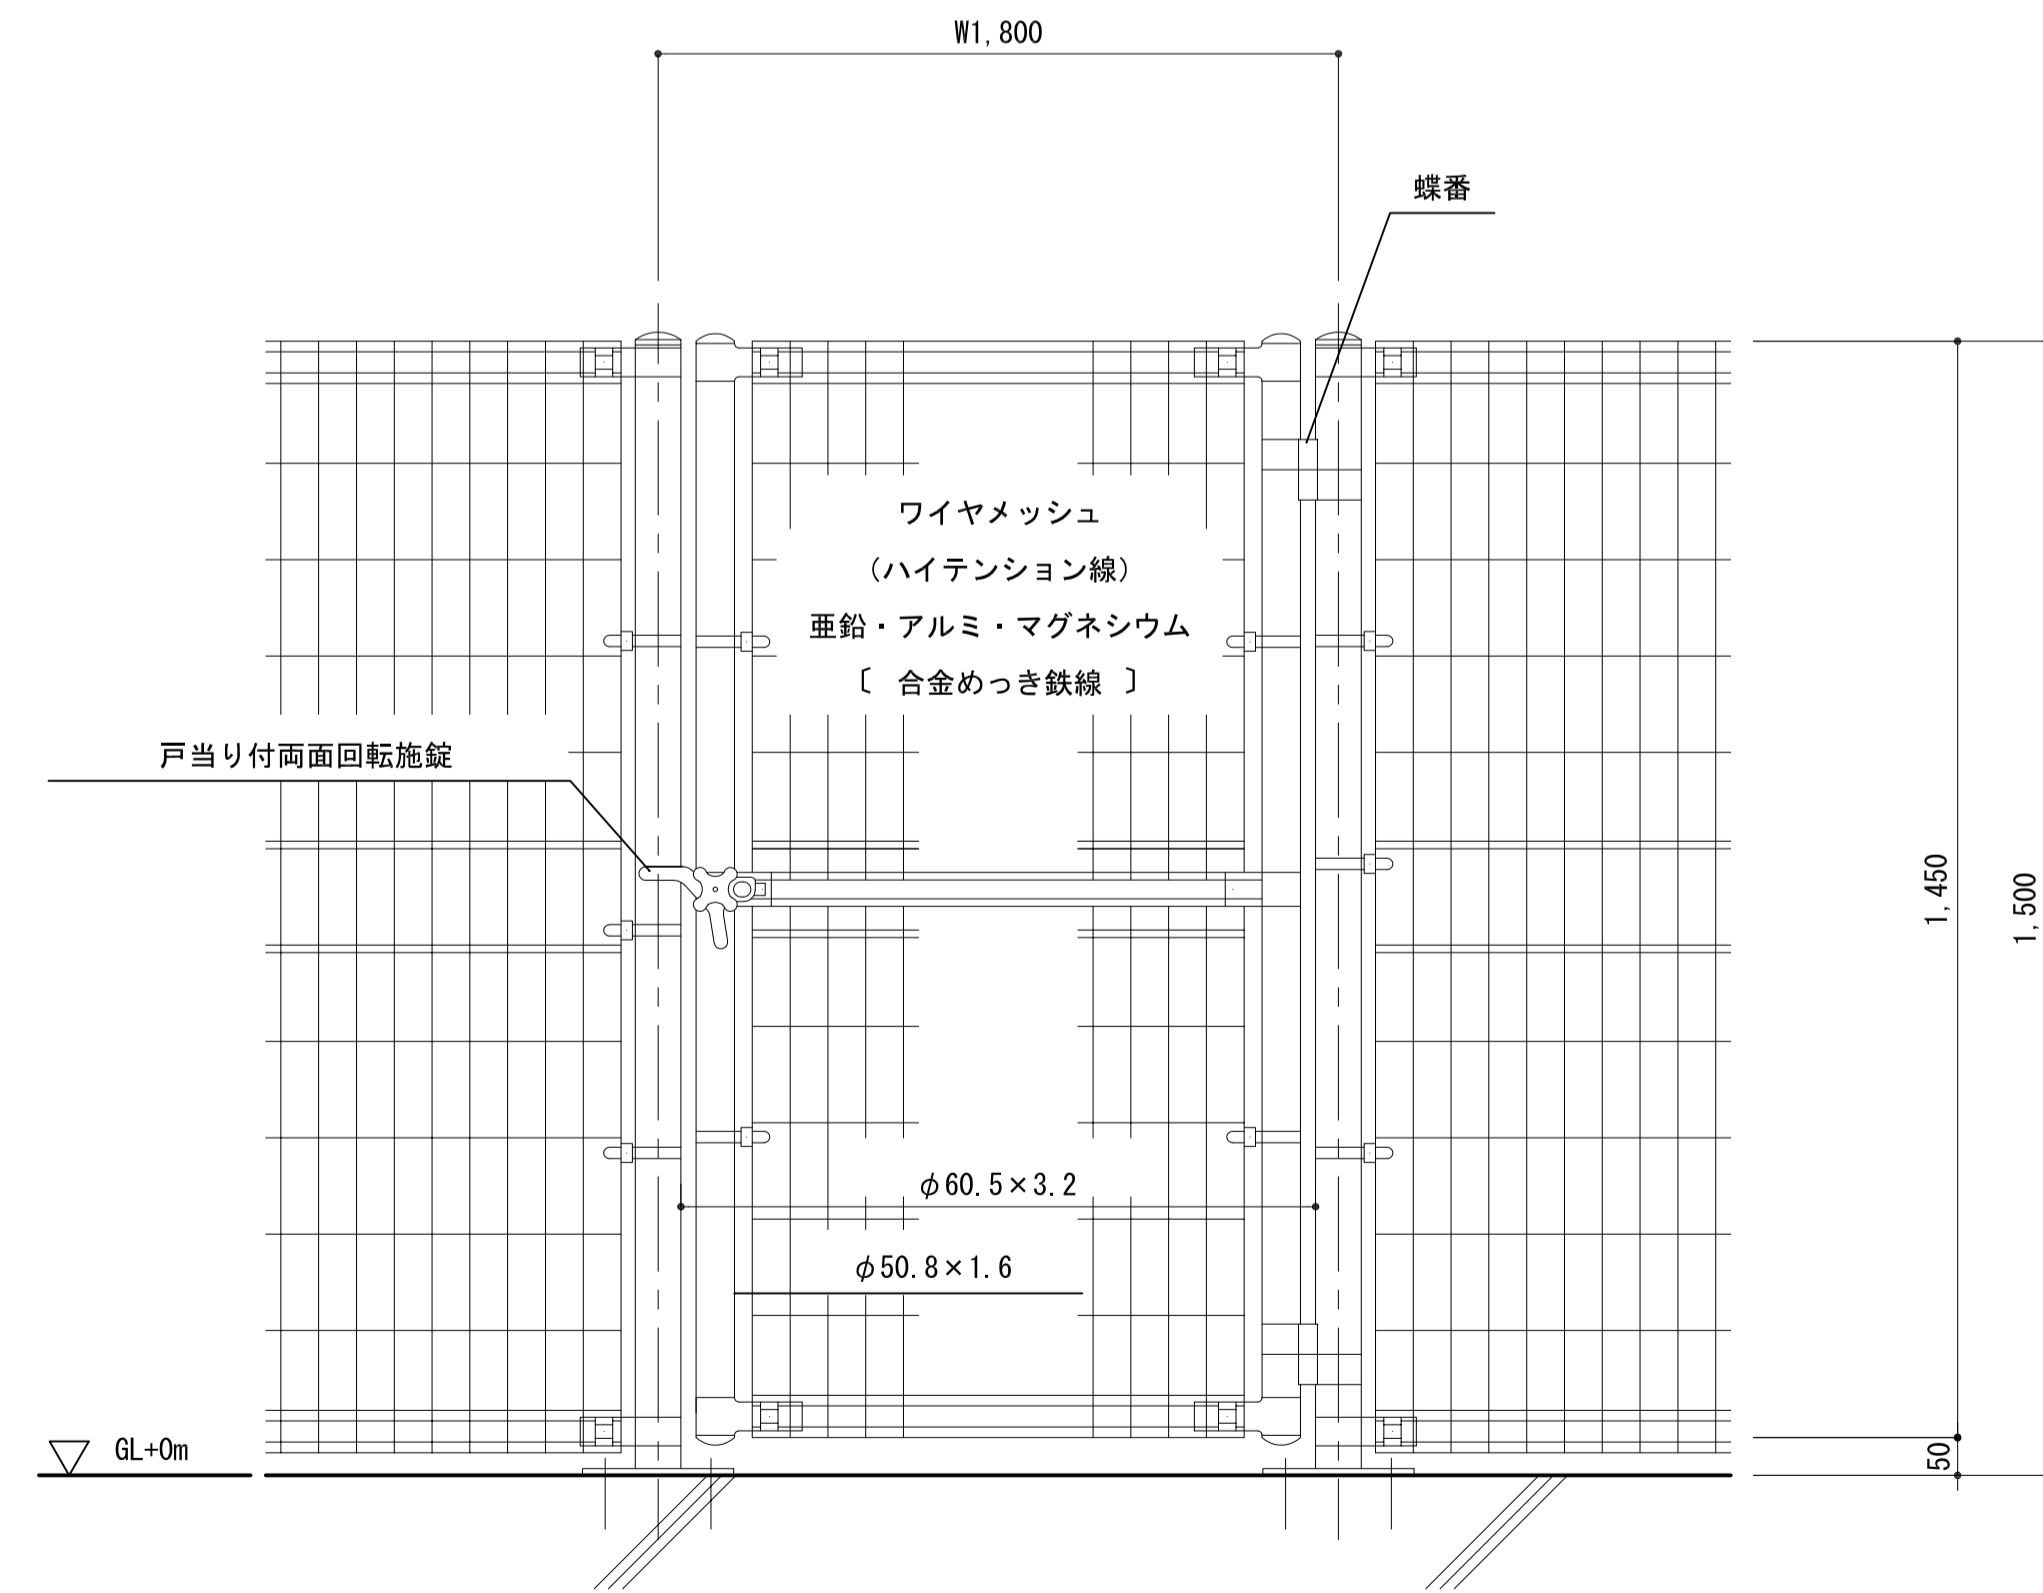 W1,800
蝶番
ワイヤメッシュ
（ハイテンション線）
亜鉛・アルミ・マグネシウム
〔 合金めっき鉄線 〕
戸当り付両面回転施錠
1,450
1,500
φ60.5×3.2
φ50.8×1.6
GL+0m
50